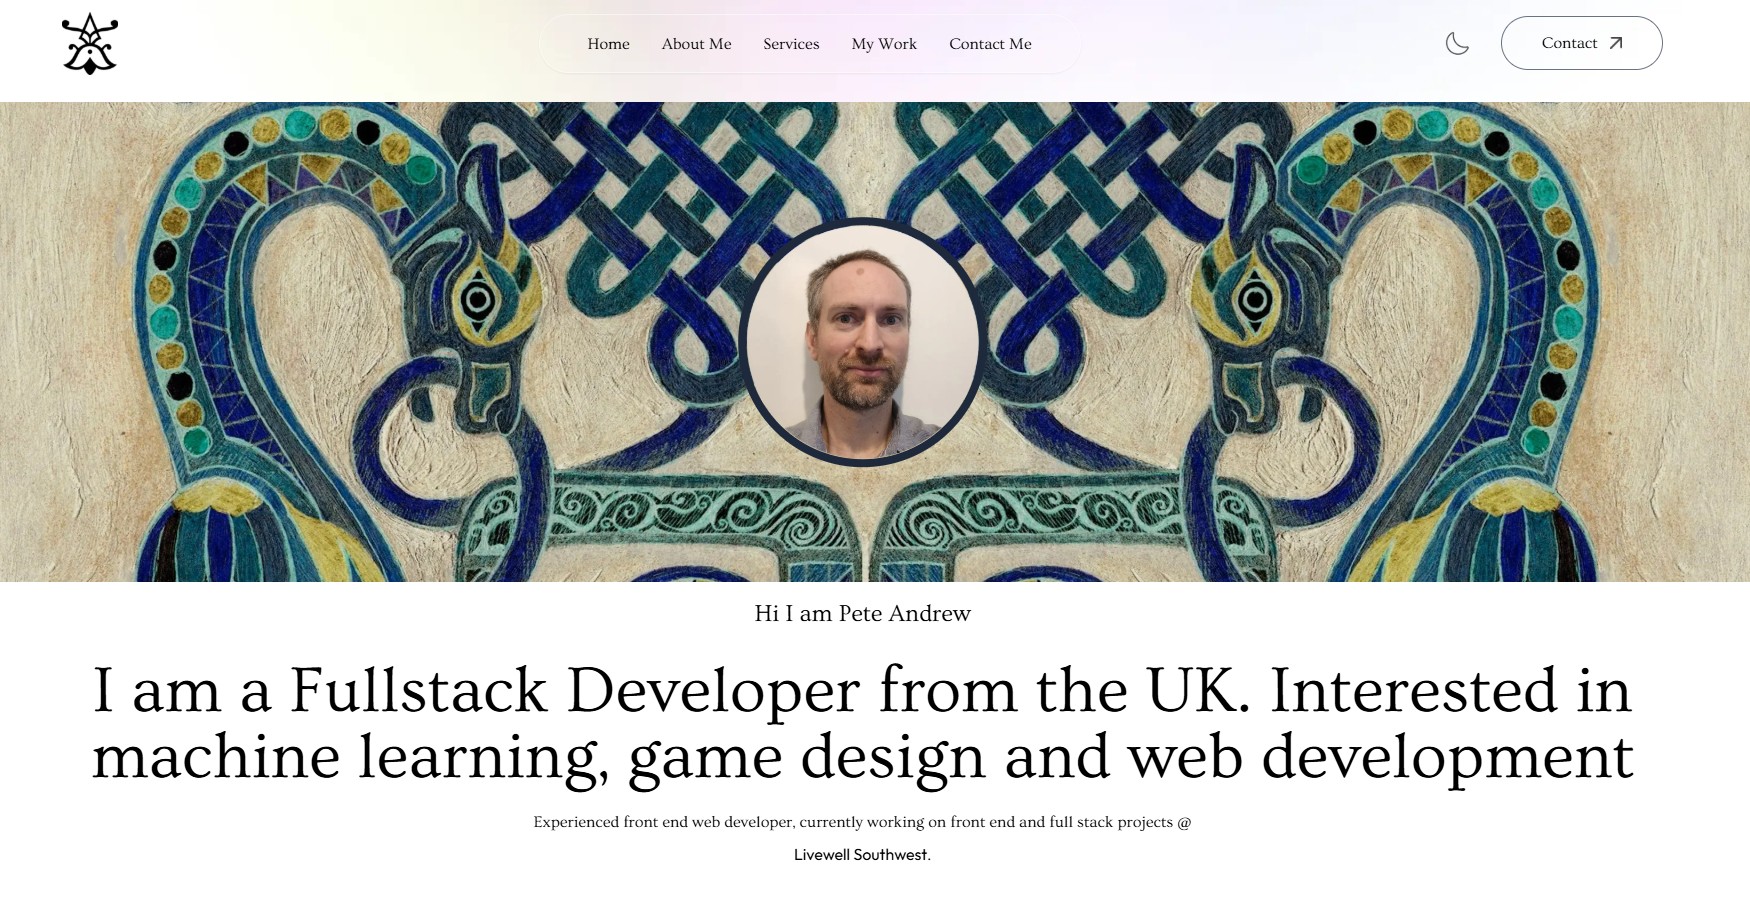 Home About Me Services My Work Contact Me
Contact
Hi I am Pete Andrew
I am a Fullstack Developer from the UK. Interested in
machine learning, game design and web development
Experienced front end web developer, currently working on front end and full stack projects @
Livewell Southwest.